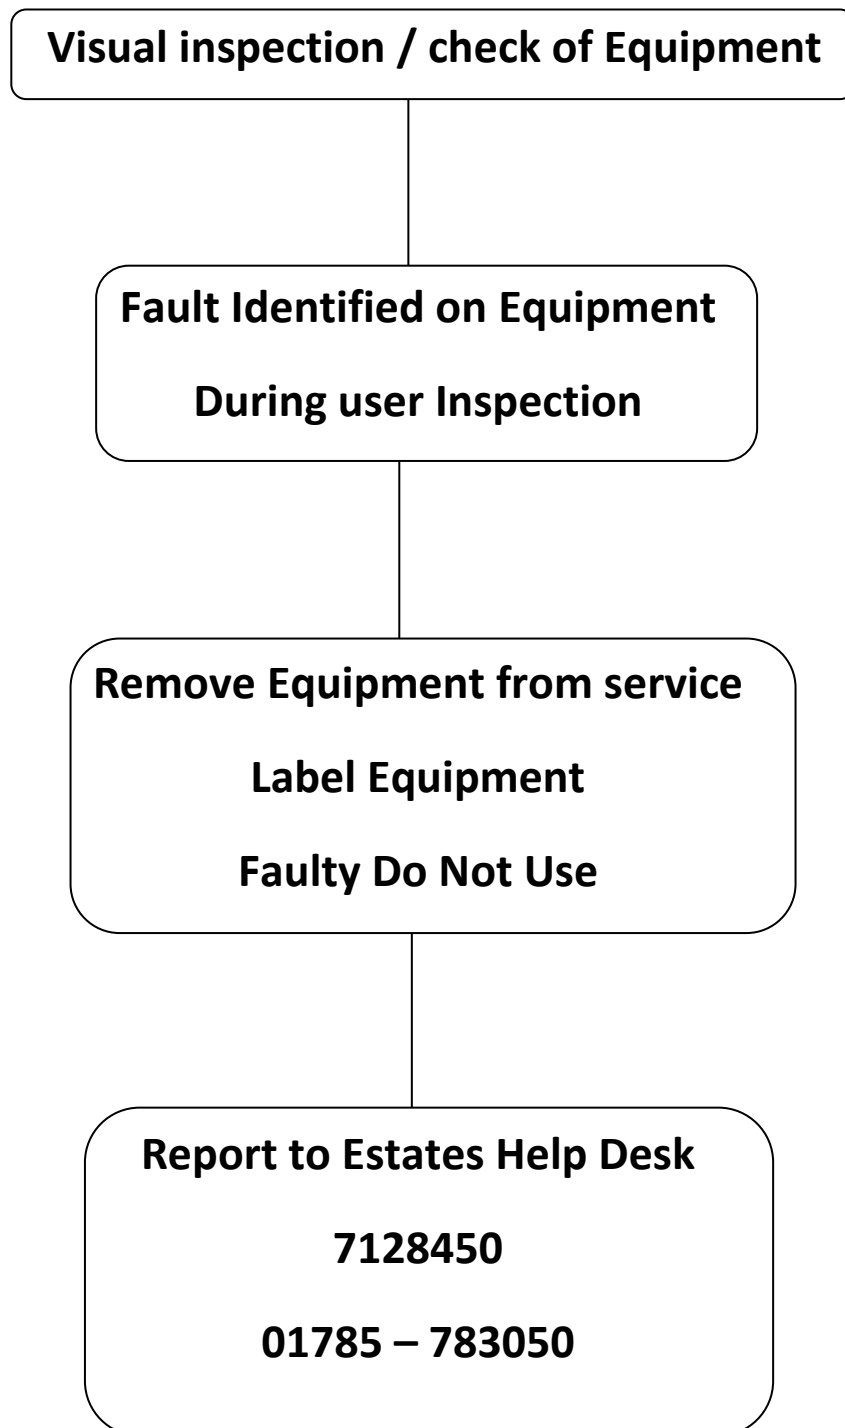 Visual inspection / check of Equipment
Fault Identified on Equipment
During user Inspection
Remove Equipment from service
Label Equipment
Faulty Do Not Use
Report to Estates Help Desk
7128450
01785 – 783050